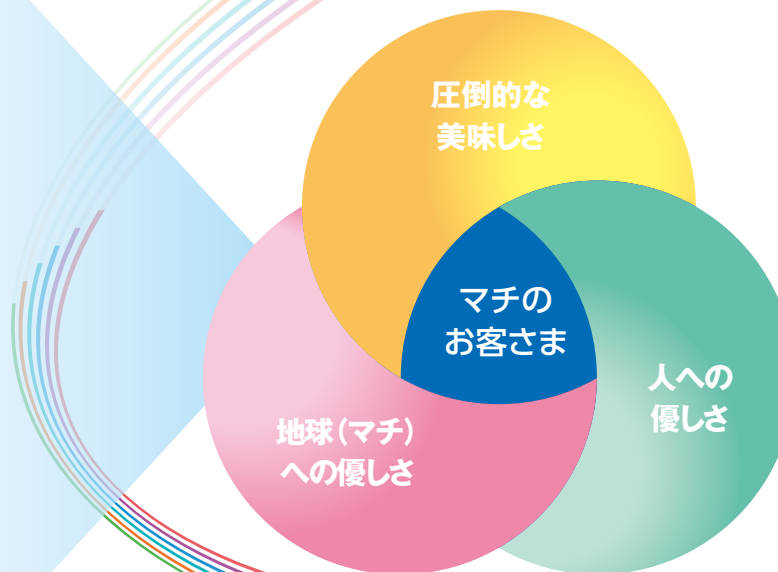 圧倒的な
美味しさ
マチの
お客さま
人への
優しさ
地球(マチ)
への優しさ